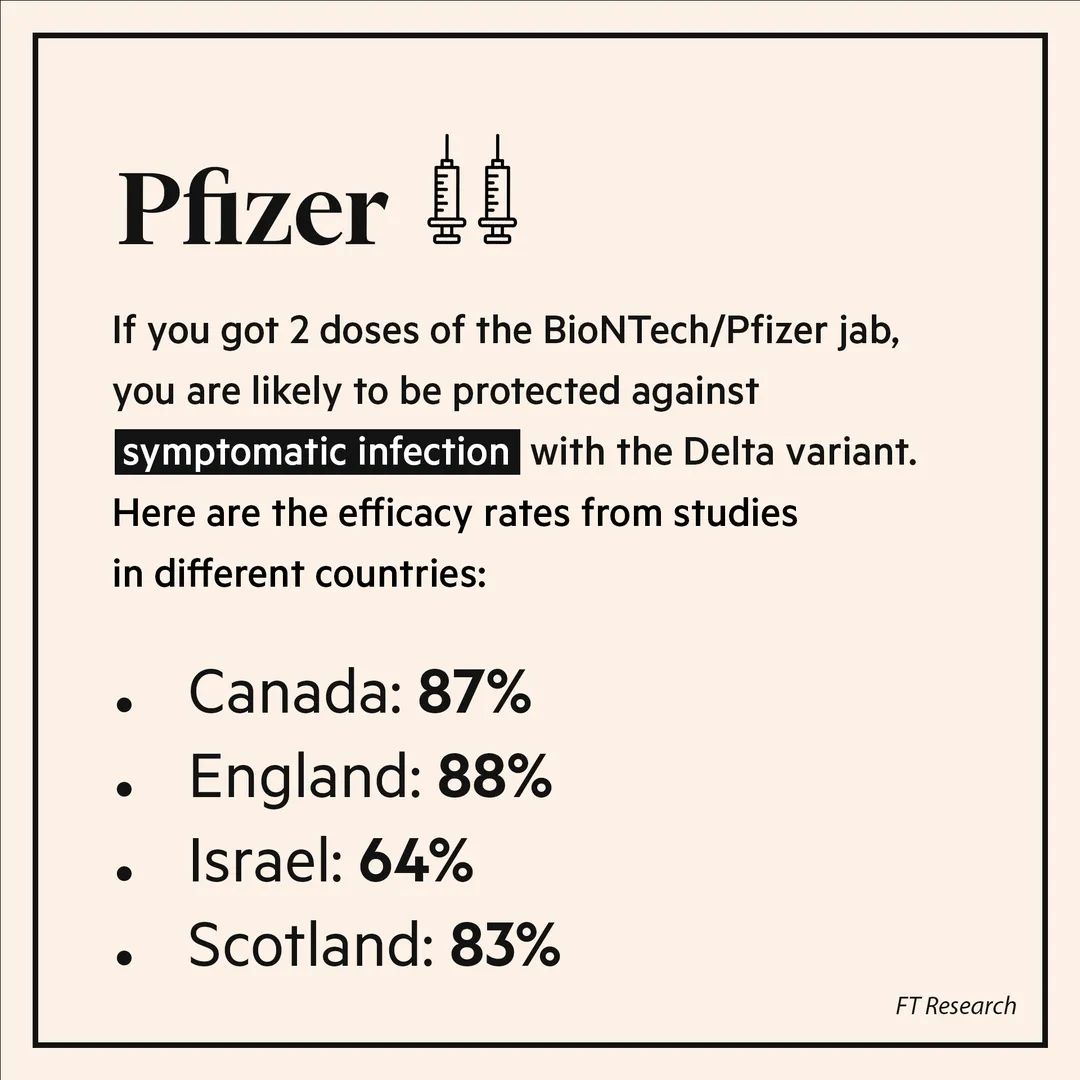 Pfizer
If you got 2 doses of the BioNTech/Pfizer jab,
you are likely to be protected against
symptomatic infection with the Delta variant.
Here are the efficacy rates from studies
in different countries:
• Canada: 87%
• England: 88%
• Israel: 64%
• Scotland: 83%
FT Research